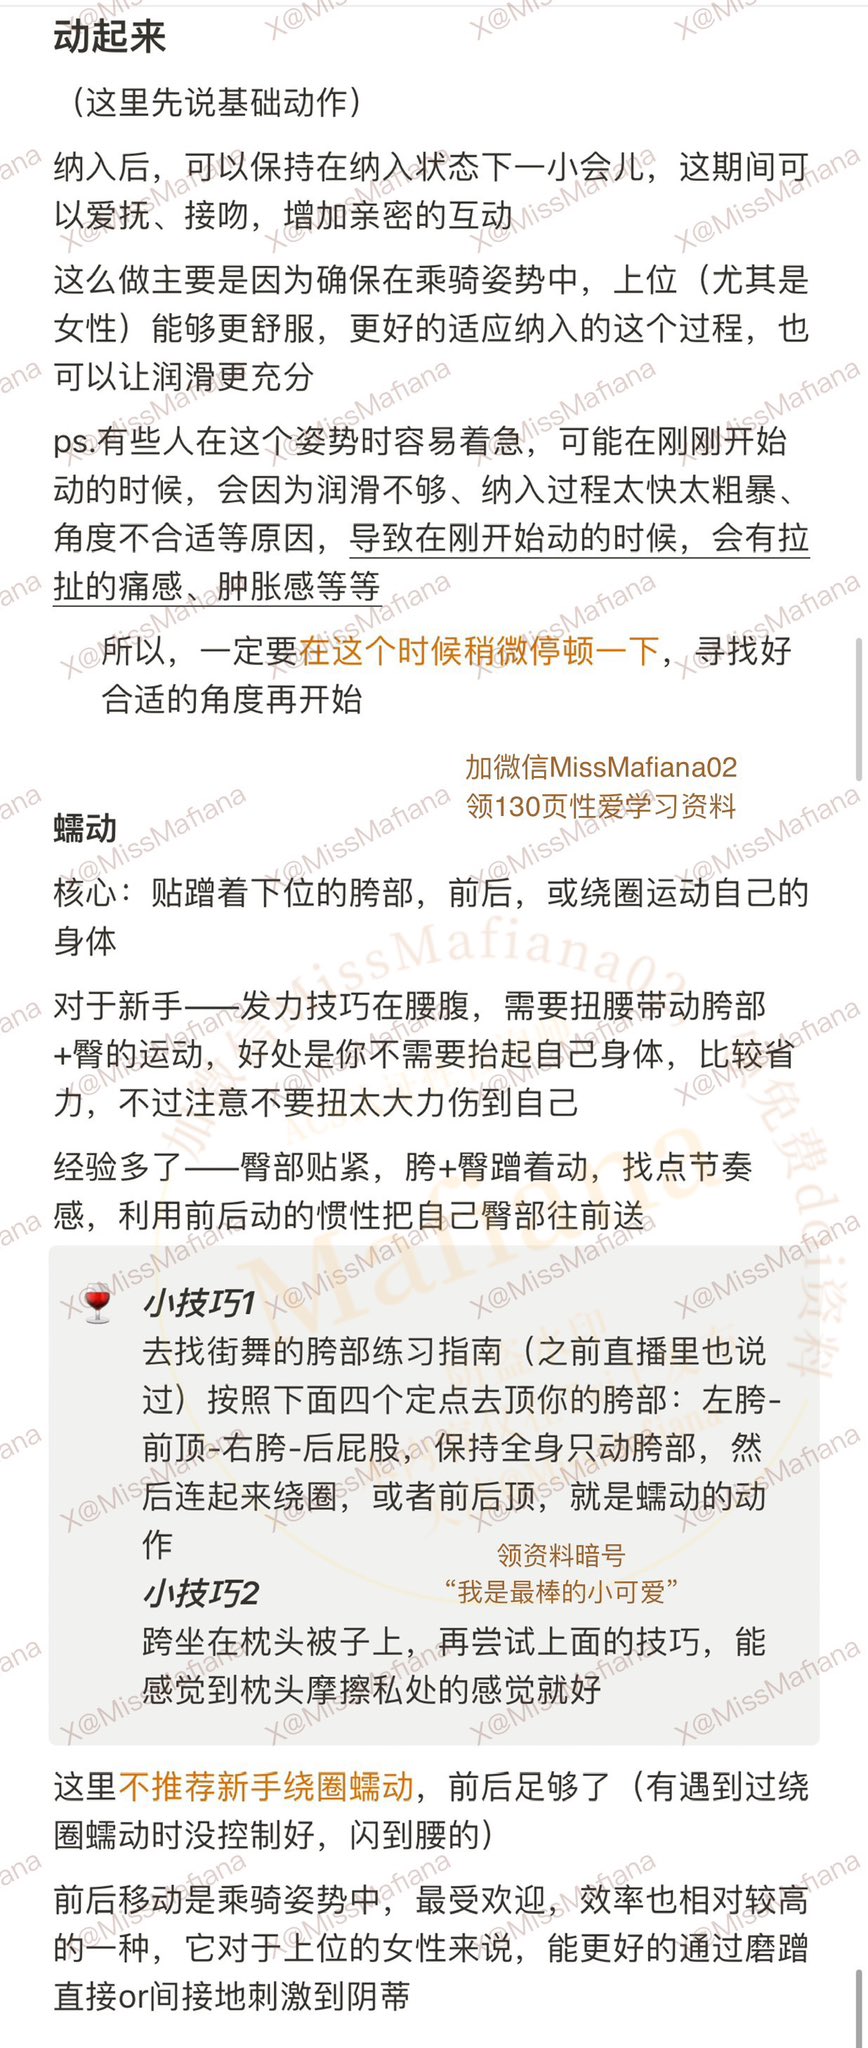 动起来
（这里先说基础动作）
纳入后，可以保持在纳入状态下一小会儿，这期间可
以爱抚、接吻，增加亲密的互动
这么做主要是因为确保在乘骑姿势中，上位（尤其是
女性）能够更舒服，更好的适应纳入的这个过程，也
可以让润滑更充分
ps.有些人在这个姿势时容易着急，可能在刚刚开始
动的时候，会因为润滑不够、纳入过程太快太粗暴、
角度不合适等原因，导致在刚开始动的时候，会有拉
扯的痛感、肿胀感等等
所以，一定要在这个时候稍微停顿一下，寻找好
合适的角度再开始
加微信MissMafiana02
领130页性爱学习资料
蠕动
核心：贴蹭着下位的胯部，前后，或绕圈运动自己的
身体
对于新手——发力技巧在腰腹，需要扭腰带动胯部
+臀的运动，好处是你不需要抬起自己身体，比较省
力，不过注意不要扭太大力伤到自己
经验多了——臀部贴紧，胯+臀蹭着动，找点节奏
感，利用前后动的惯性把自己臀部往前送
小技巧1
去找街舞的胯部练习指南（之前直播里也说
过）按照下面四个定点去顶你的胯部：左胯-
前顶-右胯-后屁股，保持全身只动胯部，然
后连起来绕圈，或者前后顶，就是蠕动的动
作
领资料暗号
“我是最棒的小可爱”
小技巧2
跨坐在枕头被子上，再尝试上面的技巧，能
感觉到枕头摩擦私处的感觉就好
这里不推荐新手绕圈蠕动，前后足够了（有遇到过绕
圈蠕动时没控制好，闪到腰的）
前后移动是乘骑姿势中，最受欢迎，效率也相对较高
的一种，它对于上位的女性来说，能更好的通过磨蹭
直接or间接地刺激到阴蒂
X@MissMafiana
加微信MissMafiana02
Mafiana